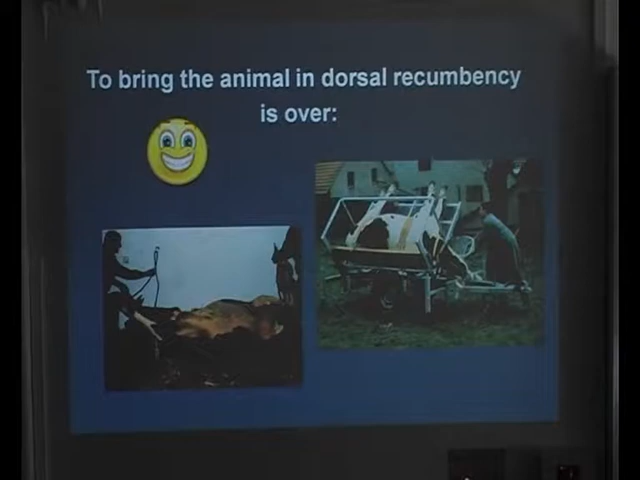 To bring the animal in dorsal recumbency
is over: